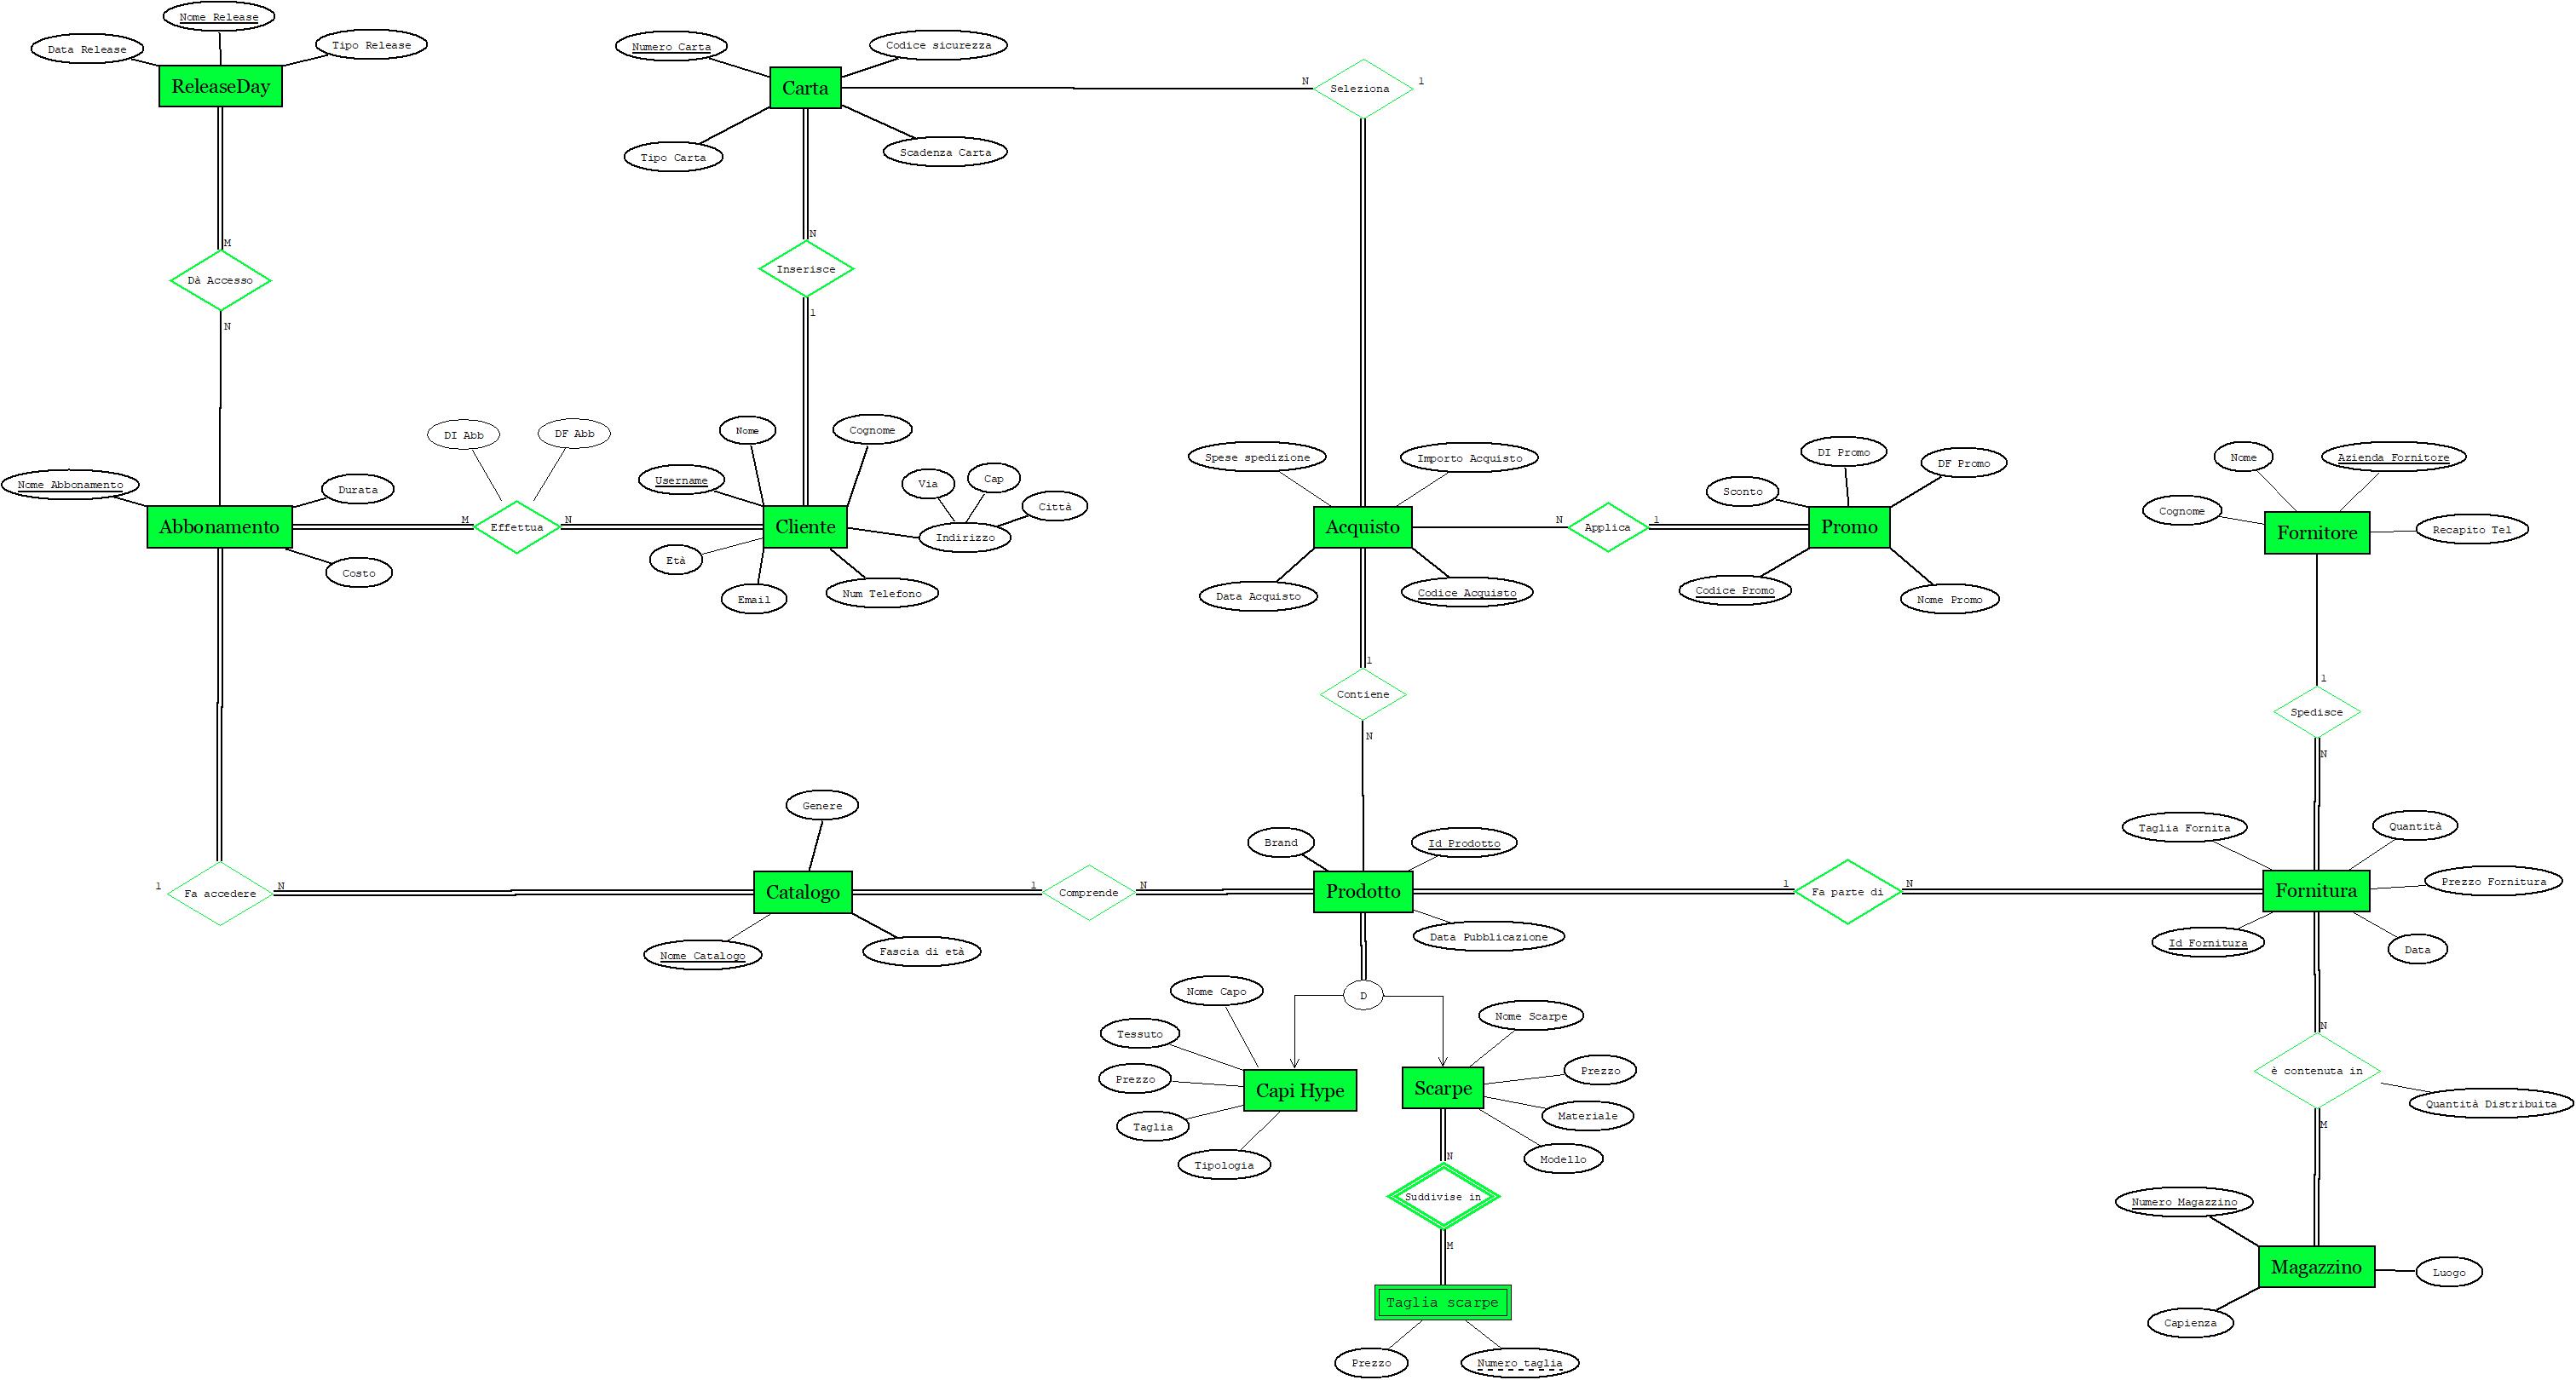 Nome Release
Data Release
Tipo Release
ReleaseDay
Numero Carta
Codice sicurezza
Carta
Tipo Carta
Scadenza Carta
N
Seleziona
1
M
Dà Accesso
N
N
Inserisce
1
DI Abb
DF Abb
Nome Abbonamento
Durata
Abbonamento
Costo
M
Effettua
N
Nome
Cognome
Username
Via
Cap
Città
Cliente
Indirizzo
Età
Email
Num Telefono
Spese spedizione
Importo Acquisto
Acquisto
Data Acquisto
Codice Acquisto
N
Applica
1
Sconto
DI Promo
DF Promo
Promo
Codice Promo
Nome Promo
Nome
Azienda Fornitore
Cognome
Fornitore
Recapito Tel
1
Contiene
N
1
Spedisce
N
1
Fa accedere
N
Genere
Catalogo
Nome Catalogo
Fascia di età
1
Comprende
N
Brand
Id Prodotto
Prodotto
Data Pubblicazione
1
Fa parte di
N
Taglia Fornita
Quantità
Fornitura
Prezzo Fornitura
Id Fornitura
Data
D
Nome Capo
Tessuto
Prezzo
Capi Hype
Taglia
Tipologia
Nome Scarpe
Prezzo
Scarpe
Materiale
Modello
N
Suddivise in
M
Taglia scarpe
Prezzo
Numero taglia
N
è contenuta in
Quantità Distribuita
M
Numero Magazzino
Magazzino
Luogo
Capienza